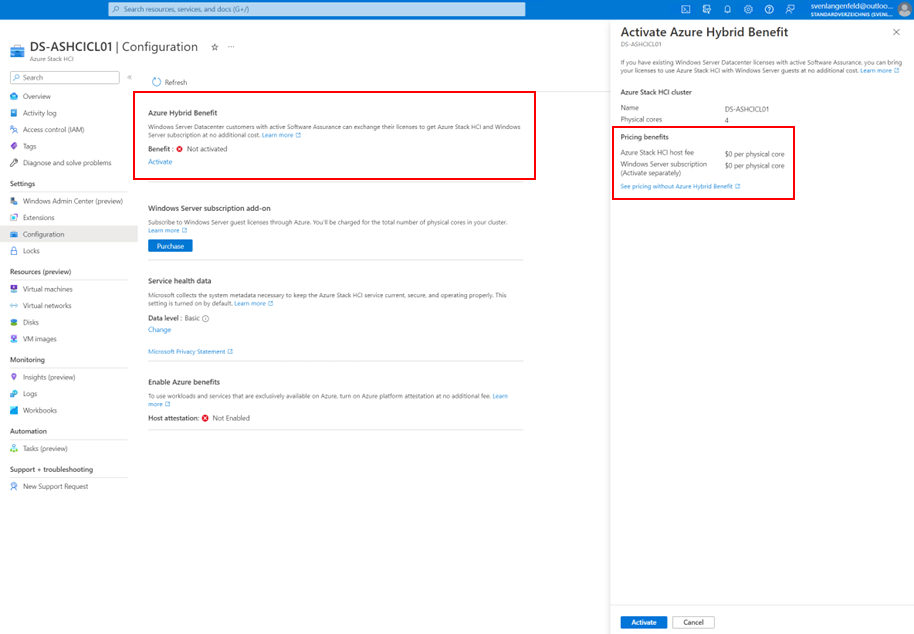 Search resources, services, and docs (G+/)
svenlangenfeld@outloo...
STANDARDVERZEICHNIS (SVENL...
DS-ASHCICL01 | Configuration
Azure Stack HCI
Search
Overview
Activity log
Access control (IAM)
Tags
Diagnose and solve problems
Settings
Windows Admin Center (preview)
Extensions
Configuration
Locks
Resources (preview)
Virtual machines
Virtual networks
Disks
VM images
Monitoring
Insights (preview)
Logs
Workbooks
Automation
Tasks (preview)
Support + troubleshooting
New Support Request
Refresh
Azure Hybrid Benefit
Windows Server Datacenter customers with active Software Assurance can exchange their licenses to get Azure Stack HCI and Windows
Server subscription at no additional cost. Learn more
Benefit : Not activated
Activate
Windows Server subscription add-on
Subscribe to Windows Server guest licenses through Azure. You'll be charged for the total number of physical cores in your cluster.
Learn more
Purchase
Service health data
Microsoft collects the system metadata necessary to keep the Azure Stack HCI service current, secure, and operating properly. This
setting is turned on by default. Learn more
Data level : Basic
Change
Microsoft Privacy Statement
Enable Azure benefits
To use workloads and services that are exclusively available on Azure, turn on Azure platform attestation at no additional fee. Learn
more
Host attestation: Not Enabled
Activate Azure Hybrid Benefit
DS-ASHCICL01
If you have existing Windows Server Datacenter licenses with active Software Assurance, you can bring
your licenses to use Azure Stack HCI with Windows Server guests at no additional cost. Learn more
Azure Stack HCI cluster
Name DS-ASHCICL01
Physical cores 4
Pricing benefits
Azure Stack HCI host fee $0 per physical core
Windows Server subscription $0 per physical core
(Activate separately)
See pricing without Azure Hybrid Benefit
Activate
Cancel